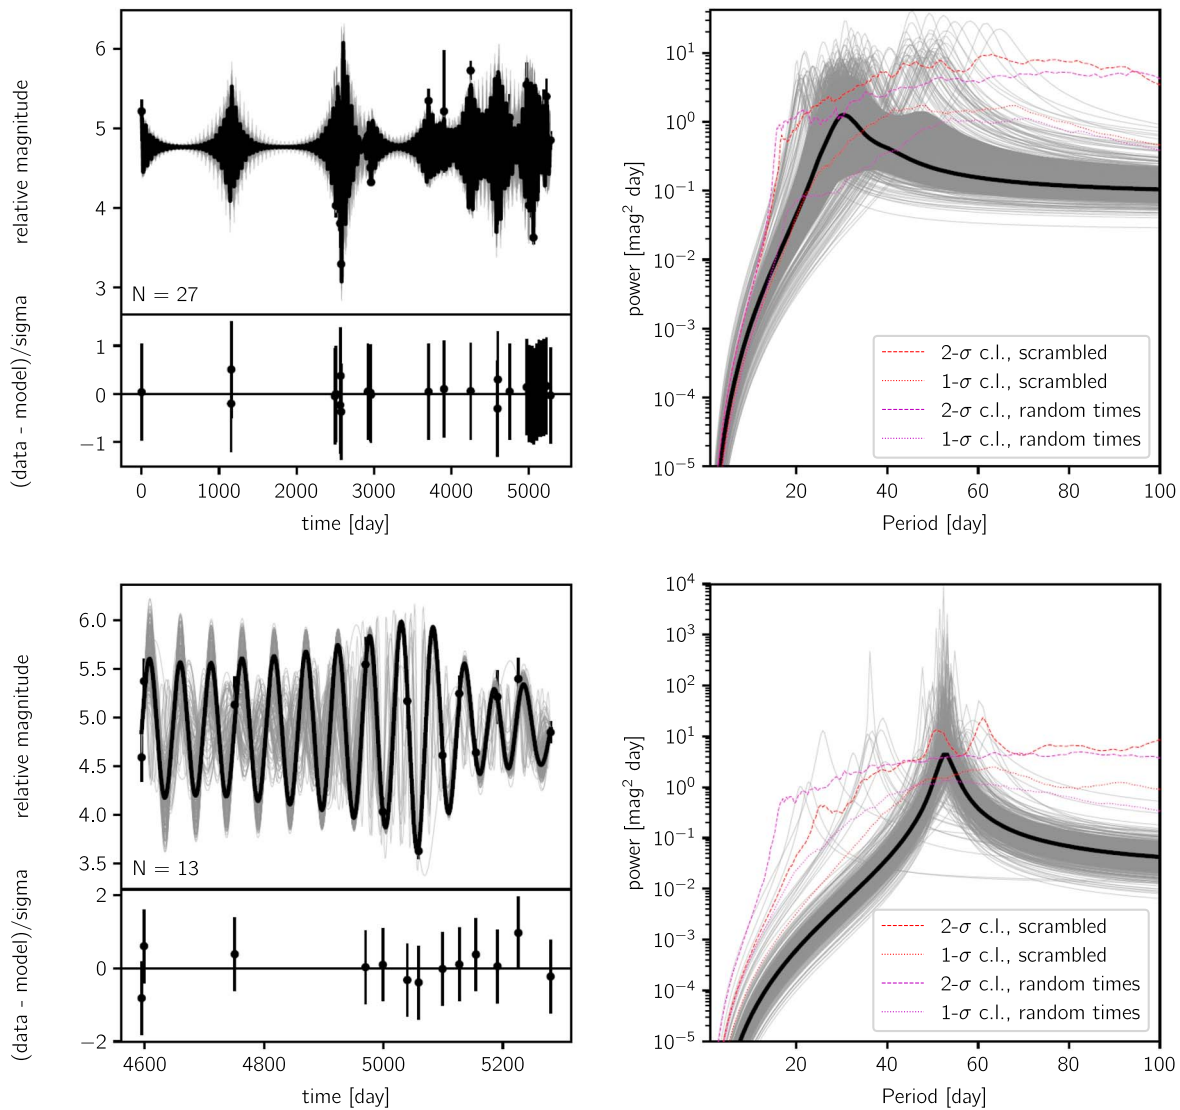 6
5
4
3
relative magnitude
N = 27
1
0
−1
(data - model)/sigma
0 1000 2000 3000 4000 5000
time [day]
10¹
10⁰
10⁻¹
10⁻²
10⁻³
10⁻⁴
10⁻⁵
power [mag² day]
2-σ c.l., scrambled
1-σ c.l., scrambled
2-σ c.l., random times
1-σ c.l., random times
20 40 60 80 100
Period [day]
6.0
5.5
5.0
4.5
4.0
3.5
relative magnitude
N = 13
2
0
−2
(data - model)/sigma
4600 4800 5000 5200
time [day]
10⁴
10³
10²
10¹
10⁰
10⁻¹
10⁻²
10⁻³
10⁻⁴
10⁻⁵
power [mag² day]
2-σ c.l., scrambled
1-σ c.l., scrambled
2-σ c.l., random times
1-σ c.l., random times
20 40 60 80 100
Period [day]